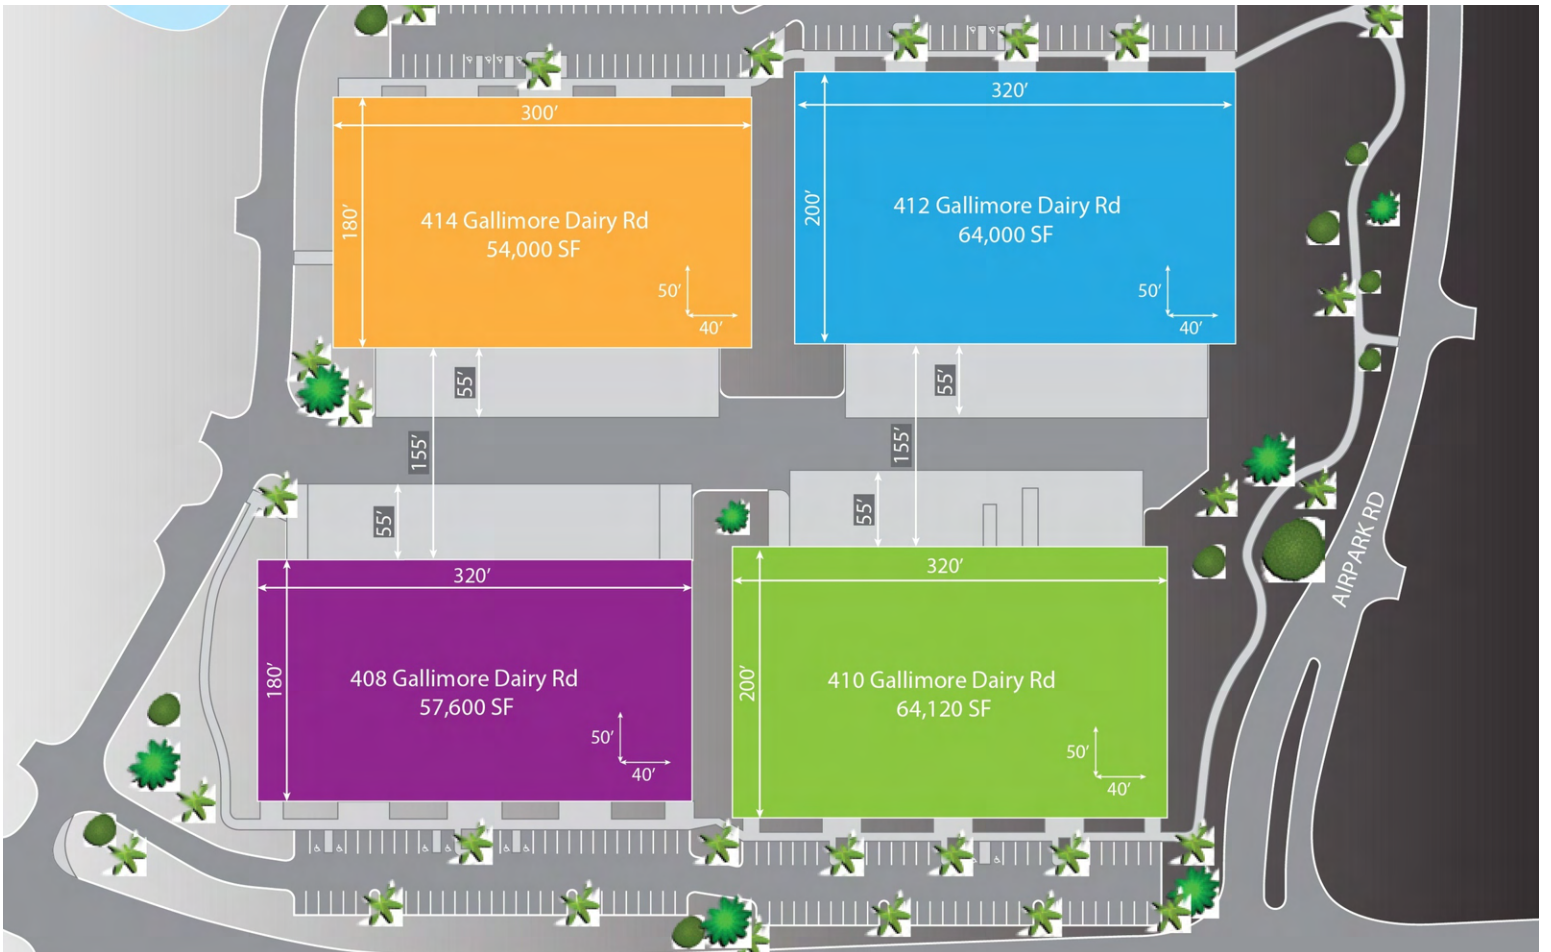 300'
320'
180'
414 Gallimore Dairy Rd
54,000 SF
50'
40'
200'
412 Gallimore Dairy Rd
64,000 SF
50'
40'
55'
155'
55'
155'
55'
55'
AIRPARK RD
320'
320'
180'
408 Gallimore Dairy Rd
57,600 SF
50'
40'
200'
410 Gallimore Dairy Rd
64,120 SF
50'
40'